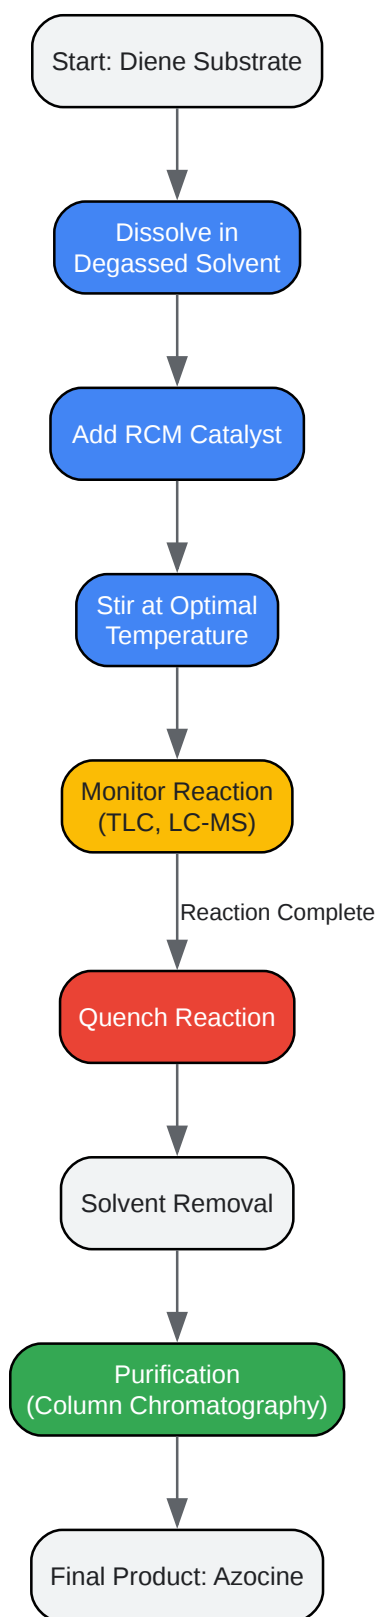 Start: Diene Substrate
Dissolve in
Degassed Solvent
Add RCM Catalyst
Stir at Optimal
Temperature
Monitor Reaction
(TLC, LC-MS)
Reaction Complete
Quench Reaction
Solvent Removal
Purification
(Column Chromatography)
Final Product: Azocine